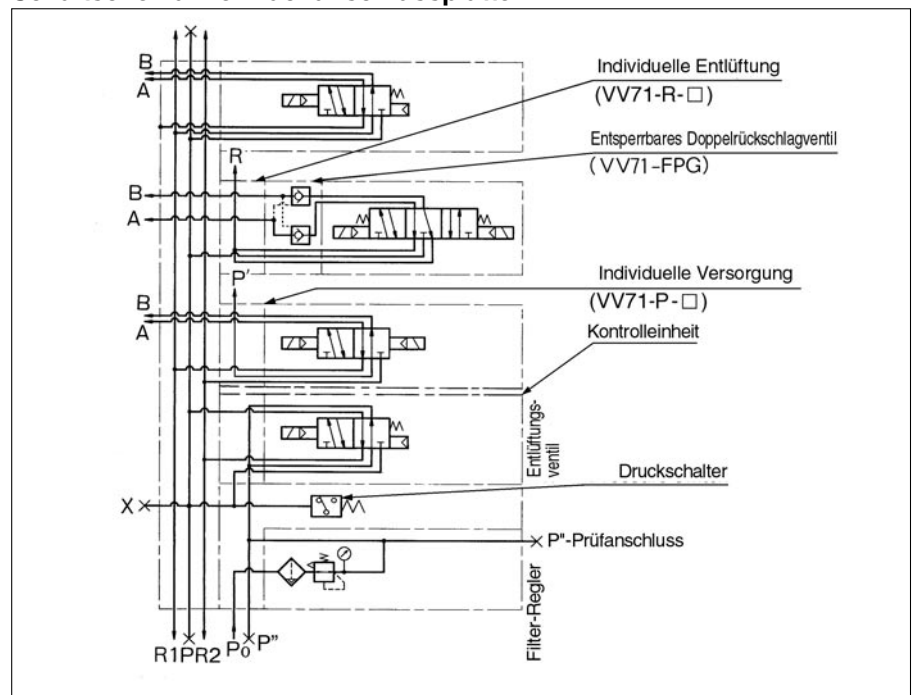 B
A
Individuelle Entlüftung
(VV71-R-□)
Entsperrbares Doppelrückschlagventil
(VV71-FPG)
R
B
A
P'
Individuelle Versorgung
(VV71-P-□)
B
A
Kontrolleinheit
Entlüftungs-
ventil
Druckschalter
X
P"-Prüfanschluss
Filter-Regler
R1 P R2 P0 P"